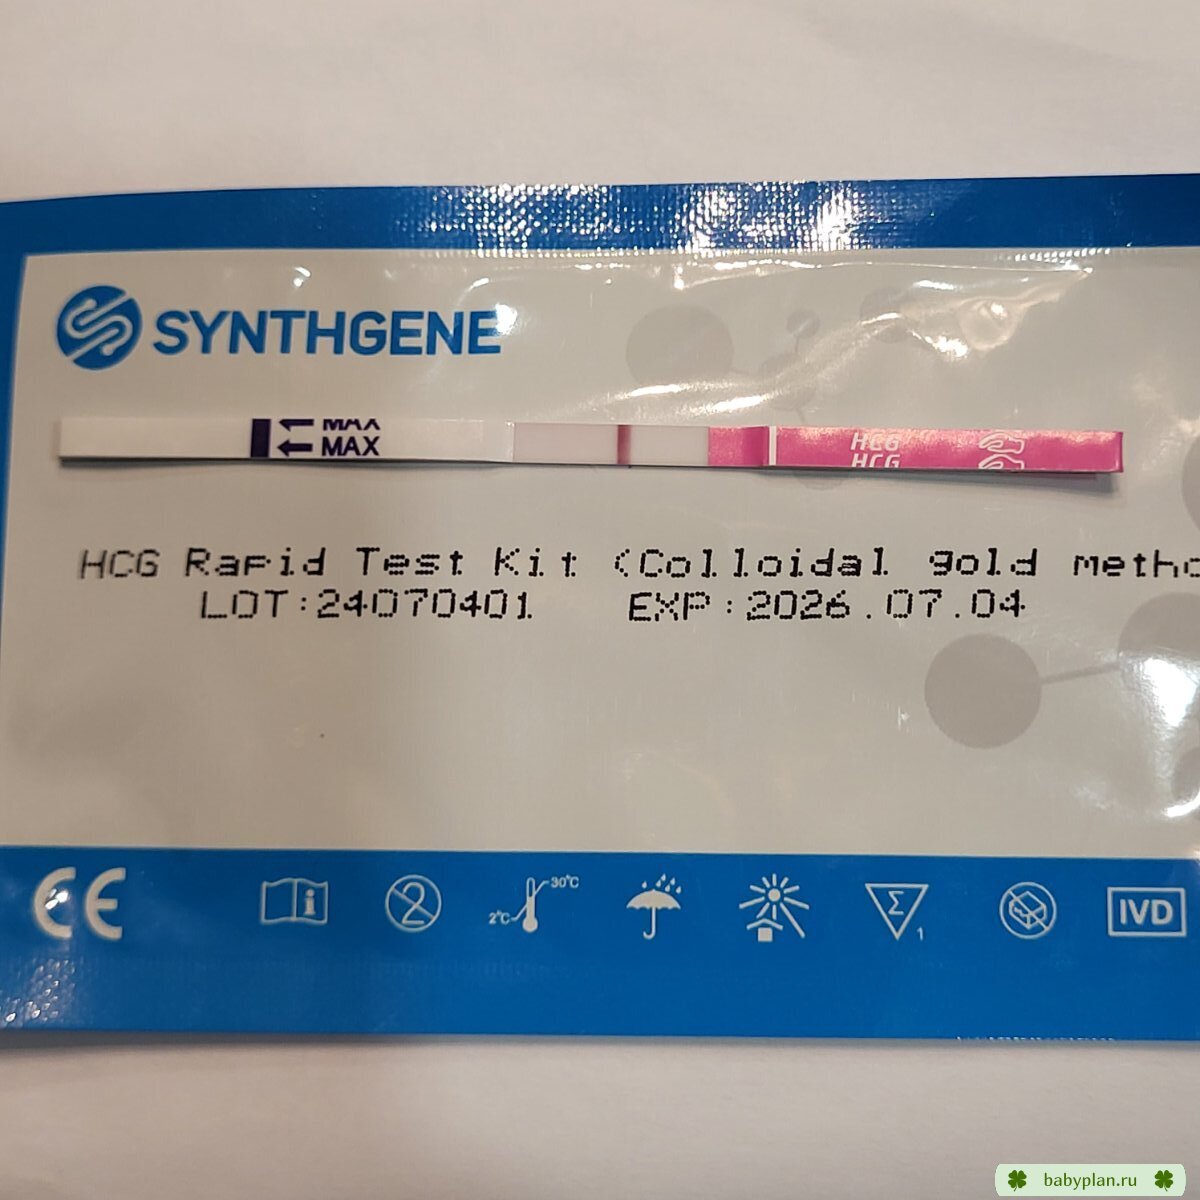 SYNTHGENE
MAX
MAX
HCG
HCG
HCG Rapid Test Kit (Colloidal gold metho
LOT:24070401 EXP:2026.07.04
CE
2
2°C
30°C
Σ
1
IVD
babyplan.ru